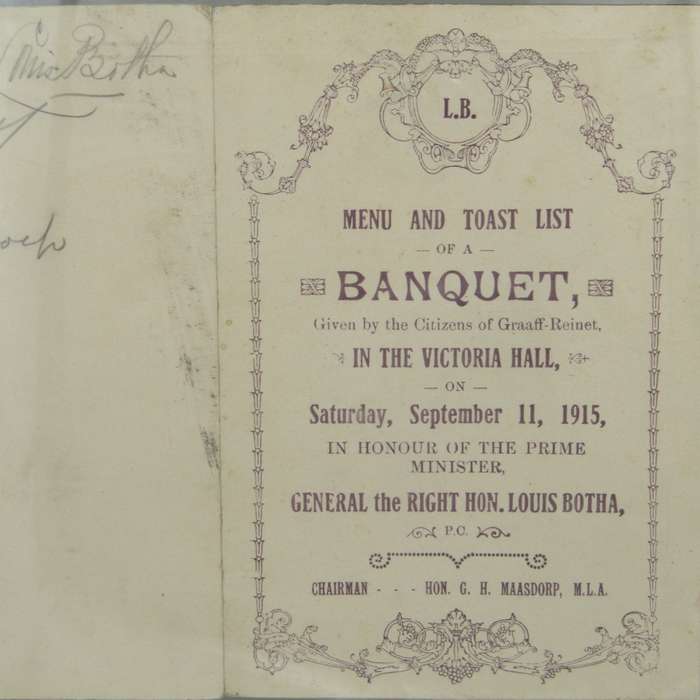 Botha
L.B.
MENU AND TOAST LIST
— OF A —
BANQUET,
Given by the Citizens of Graaff-Reinet,
IN THE VICTORIA HALL,
— ON —
Saturday, September 11, 1915,
IN HONOUR OF THE PRIME
MINISTER,
GENERAL the RIGHT HON. LOUIS BOTHA,
P.C.
CHAIRMAN - - - HON. G. H. MAASDORP, M.L.A.